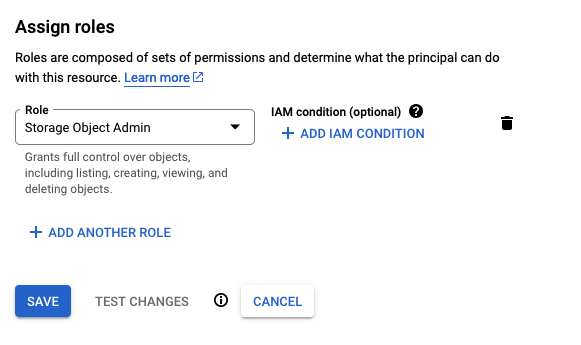 Assign roles
Roles are composed of sets of permissions and determine what the principal can do
with this resource. Learn more
Role
Storage Object Admin
IAM condition (optional)
ADD IAM CONDITION
Grants full control over objects,
including listing, creating, viewing, and
deleting objects.
ADD ANOTHER ROLE
SAVE TEST CHANGES CANCEL